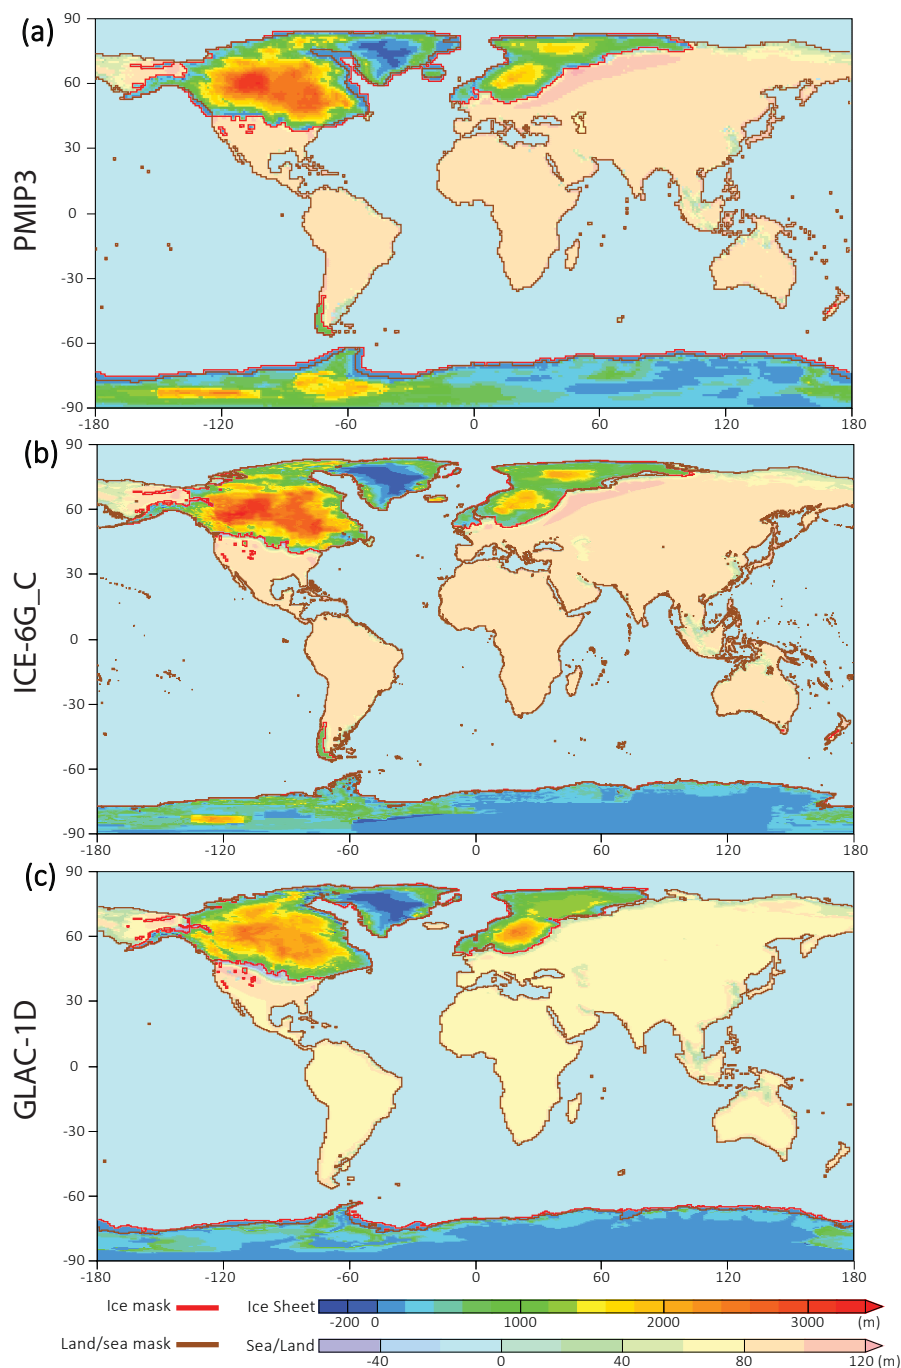 (a)
PMIP3
90
60
30
0
-30
-60
-90
-180 -120 -60 0 60 120 180
(b)
ICE-6G_C
90
60
30
0
-30
-60
-90
-180 -120 -60 0 60 120 180
(c)
GLAC-1D
90
60
30
0
-30
-60
-90
-180 -120 -60 0 60 120 180
Ice mask Ice Sheet
-200 0 1000 2000 3000 (m)
Land/sea mask Sea/Land
-40 0 40 80 120 (m)